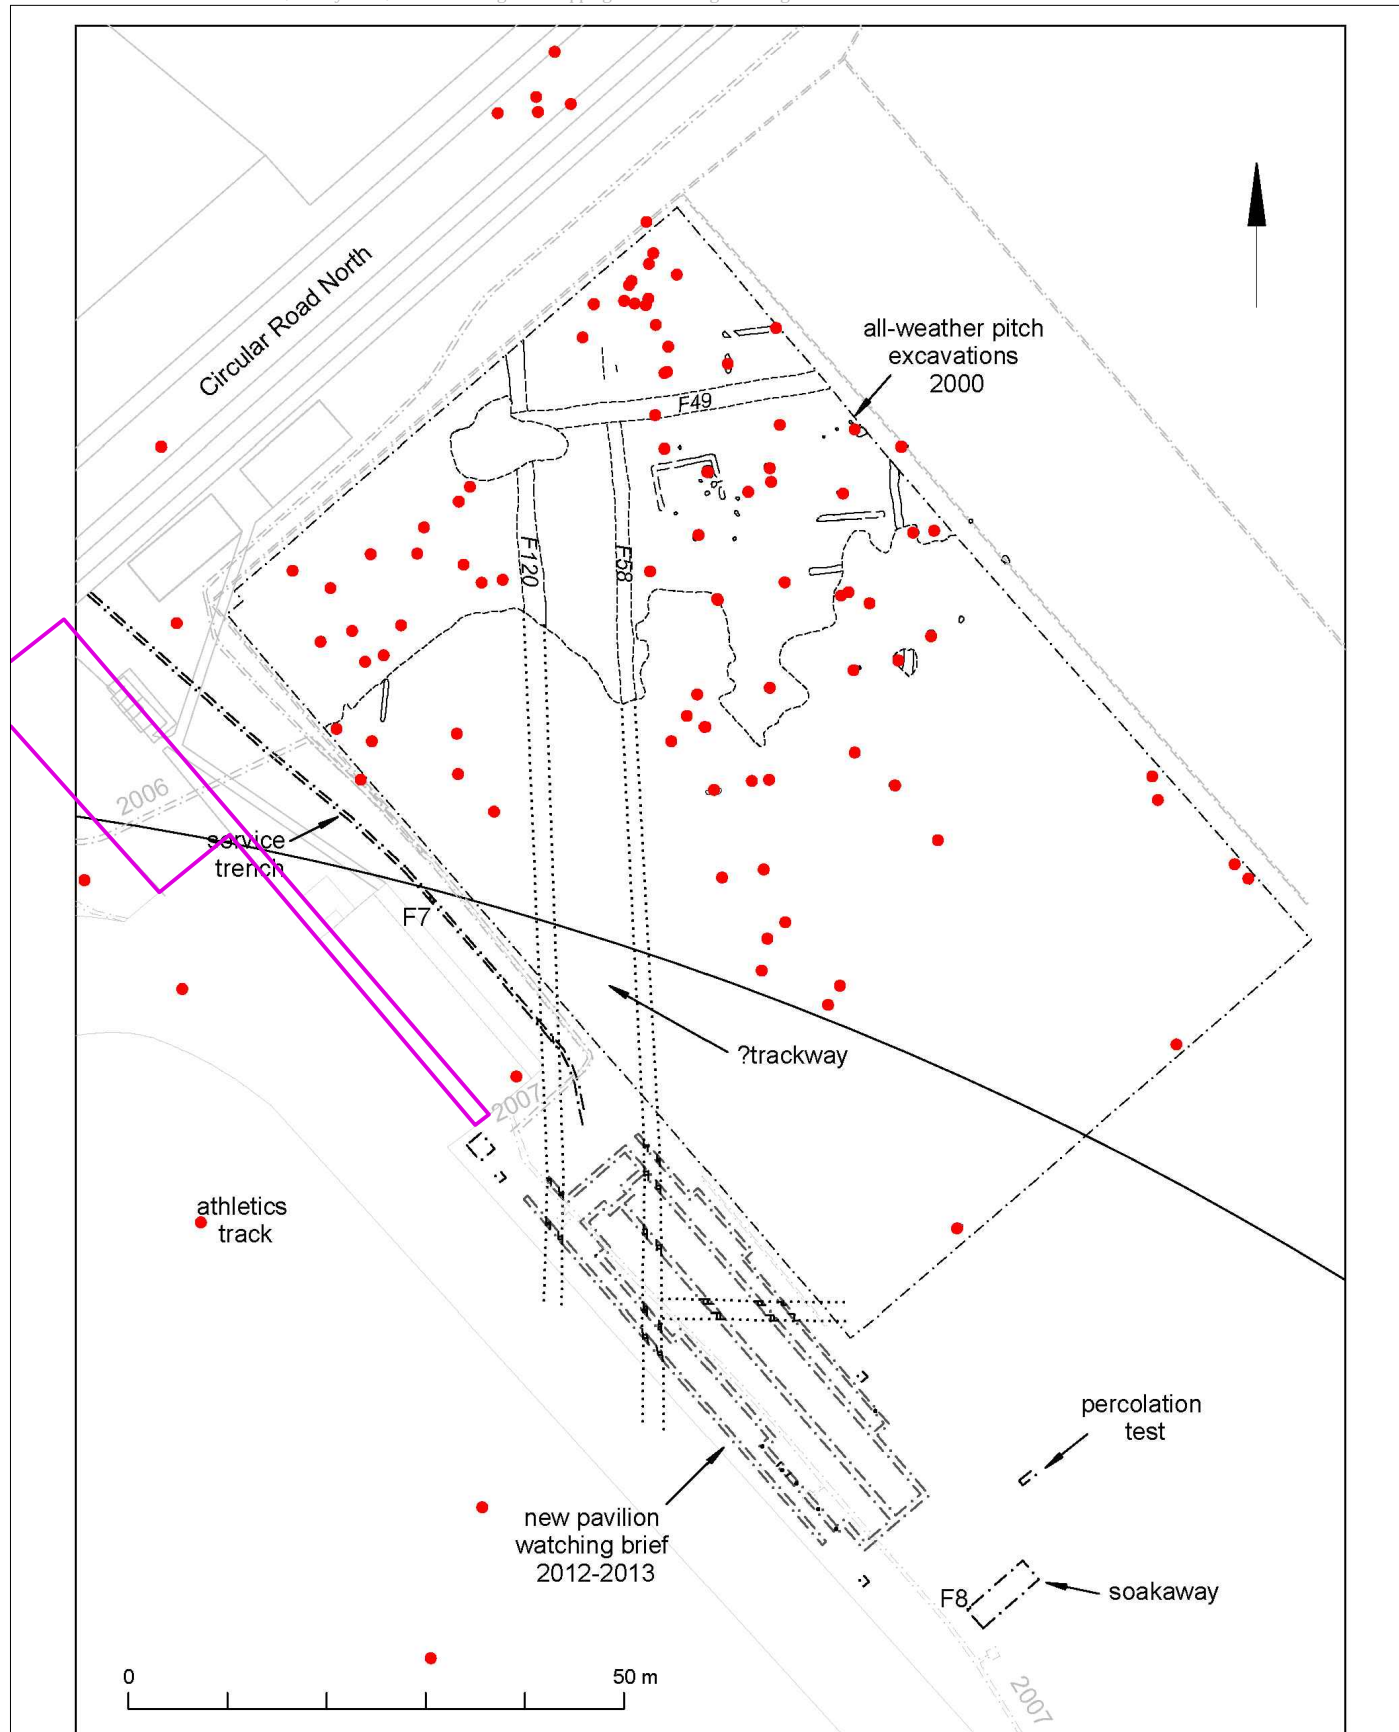 Circular Road North
all-weather pitch
excavations
2000
F49
F120
F58
2006
service
trench
F7
?trackway
2007
athletics
track
percolation
test
new pavilion
watching brief
2012-2013
F8
soakaway
0
50 m
2007